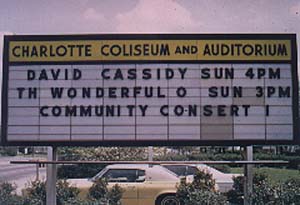 CHARLOTTE COLISEUM AND AUDITORIUM
DAVID CASSIDY SUN 4PM
TH WONDERFUL O SUN 3PM
COMMUNITY CONSERT I